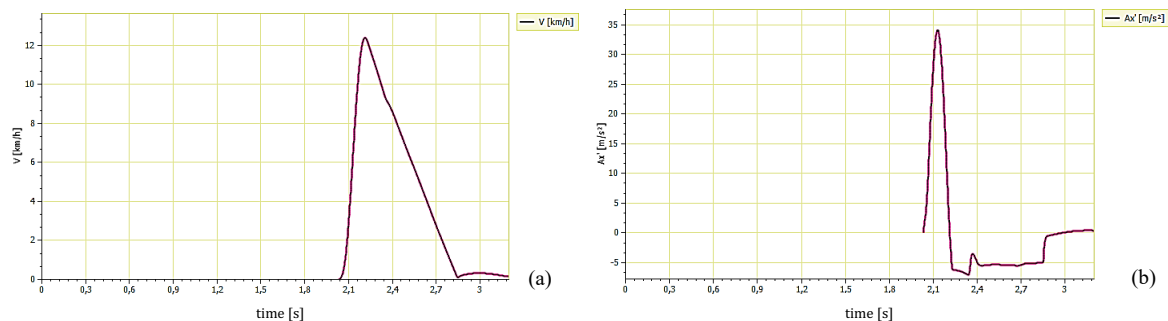 V [km/h]
12
10
8
6
4
2
0
V [km/h]
0 0,3 0,6 0,9 1,2 1,5 1,8 2,1 2,4 2,7 3
time [s]
(a)
Ax' [m/s²]
35
30
25
20
15
10
5
0
-5
Ax' [m/s²]
0 0,3 0,6 0,9 1,2 1,5 1,8 2,1 2,4 2,7 3
time [s]
(b)